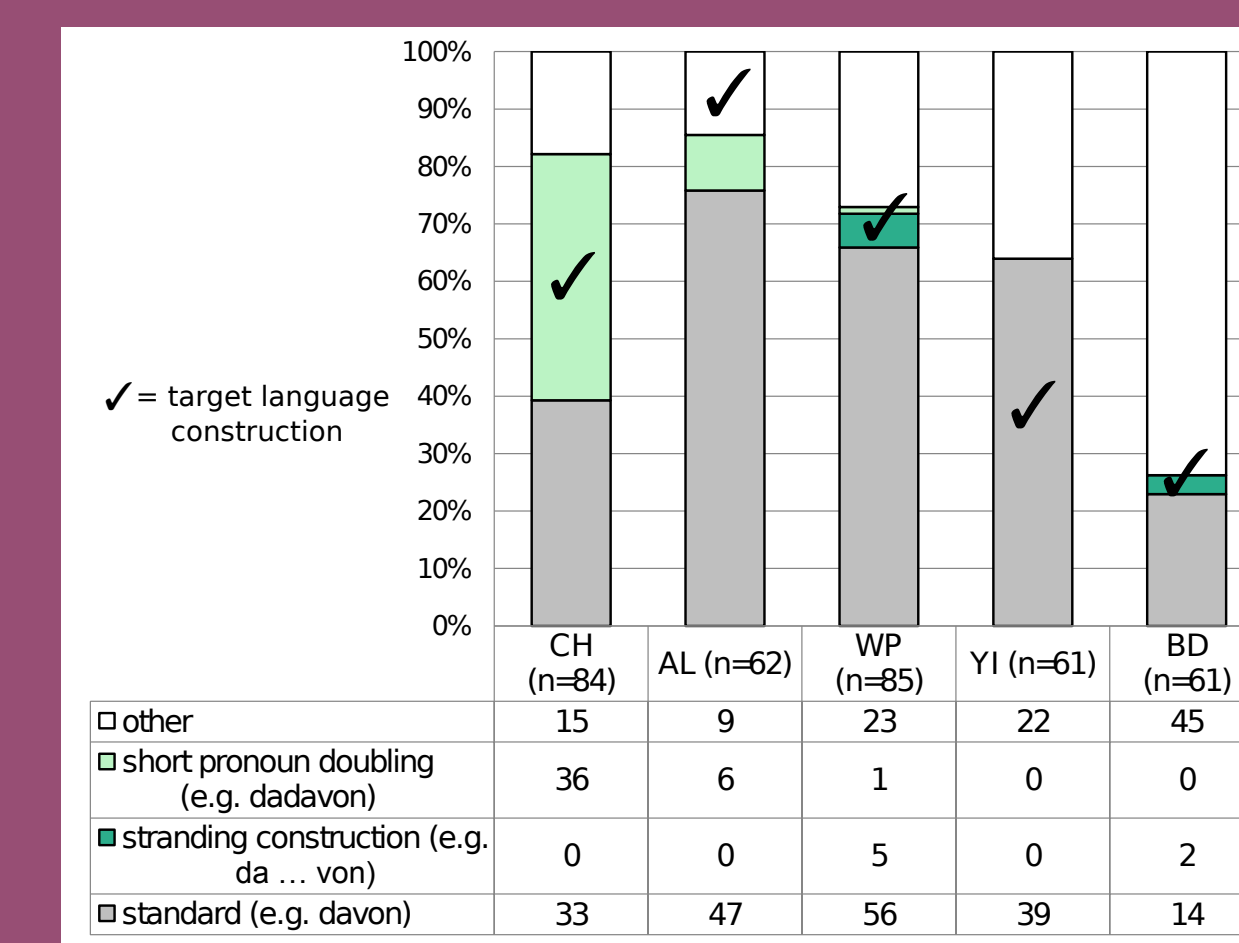 100%
90%
80%
70%
60%
50%
✓= target language
construction
40%
30%
20%
10%
0%
CH
(n=84)
AL (n=62)
WP
(n=85)
YI (n=61)
BD
(n=61)
other 15 9 23 22 45
short pronoun doubling
(e.g. dadavon)
36 6 1 0 0
stranding construction (e.g.
da … von)
0 0 5 0 2
standard (e.g. davon) 33 47 56 39 14